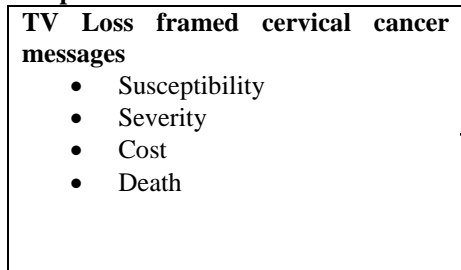 TV Loss framed cervical cancer
messages
• Susceptibility
• Severity
• Cost
• Death